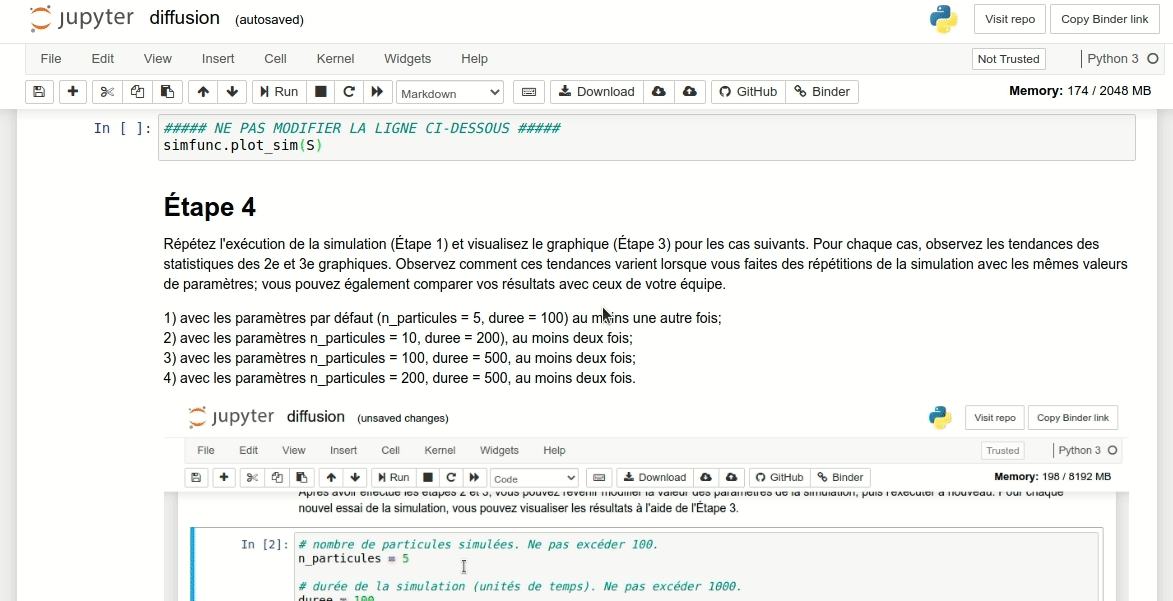 jupyter diffusion (autosaved) Visit repo Copy Binder link
File Edit View Insert Cell Kernel Widgets Help Not Trusted Python 3
Run Markdown Download GitHub Binder Memory: 174 / 2048 MB
In [ ]: ##### NE PAS MODIFIER LA LIGNE CI-DESSOUS #####
simfunc.plot_sim(S)
Étape 4
Répétez l'exécution de la simulation (Étape 1) et visualisez le graphique (Étape 3) pour les cas suivants. Pour chaque cas, observez les tendances des
statistiques des 2e et 3e graphiques. Observez comment ces tendances varient lorsque vous faites des répétitions de la simulation avec les mêmes valeurs
de paramètres; vous pouvez également comparer vos résultats avec ceux de votre équipe.
1) avec les paramètres par défaut (n_particules = 5, duree = 100) au moins une autre fois;
2) avec les paramètres n_particules = 10, duree = 200), au moins deux fois;
3) avec les paramètres n_particules = 100, duree = 500, au moins deux fois;
4) avec les paramètres n_particules = 200, duree = 500, au moins deux fois.
jupyter diffusion (unsaved changes) Visit repo Copy Binder link
File Edit View Insert Cell Kernel Widgets Help Trusted Python 3
Run Code Download GitHub Binder Memory: 198 / 8192 MB
Après avoir effectué les étapes 2 et 3, vous pouvez revenir modifier la valeur des paramètres de la simulation, puis l'exécuter à nouveau. Pour chaque
nouvel essai de la simulation, vous pouvez visualiser les résultats à l'aide de l'Étape 3.
In [2]: # nombre de particules simulées. Ne pas excéder 100.
n_particules = 5
# durée de la simulation (unités de temps). Ne pas excéder 1000.
duree = 100